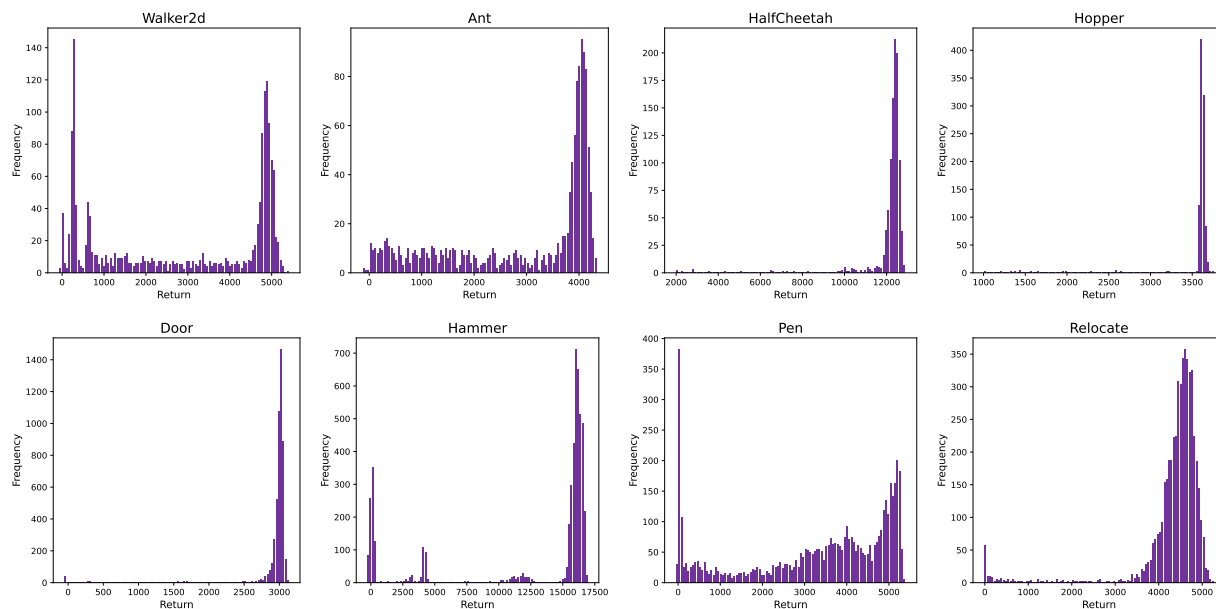 Walker2d
Frequency
140
120
100
80
60
40
20
0
0 1000 2000 3000 4000 5000
Return
Ant
Frequency
80
60
40
20
0
0 1000 2000 3000 4000
Return
HalfCheetah
Frequency
200
175
150
125
100
75
50
25
0
2000 4000 6000 8000 10000 12000
Return
Hopper
Frequency
400
350
300
250
200
150
100
50
0
1000 1500 2000 2500 3000 3500
Return
Door
Frequency
1400
1200
1000
800
600
400
200
0
0 500 1000 1500 2000 2500 3000
Return
Hammer
Frequency
700
600
500
400
300
200
100
0
0 2500 5000 7500 10000 12500 15000 17500
Return
Pen
Frequency
400
350
300
250
200
150
100
50
0
0 1000 2000 3000 4000 5000
Return
Relocate
Frequency
350
300
250
200
150
100
50
0
0 1000 2000 3000 4000 5000
Return